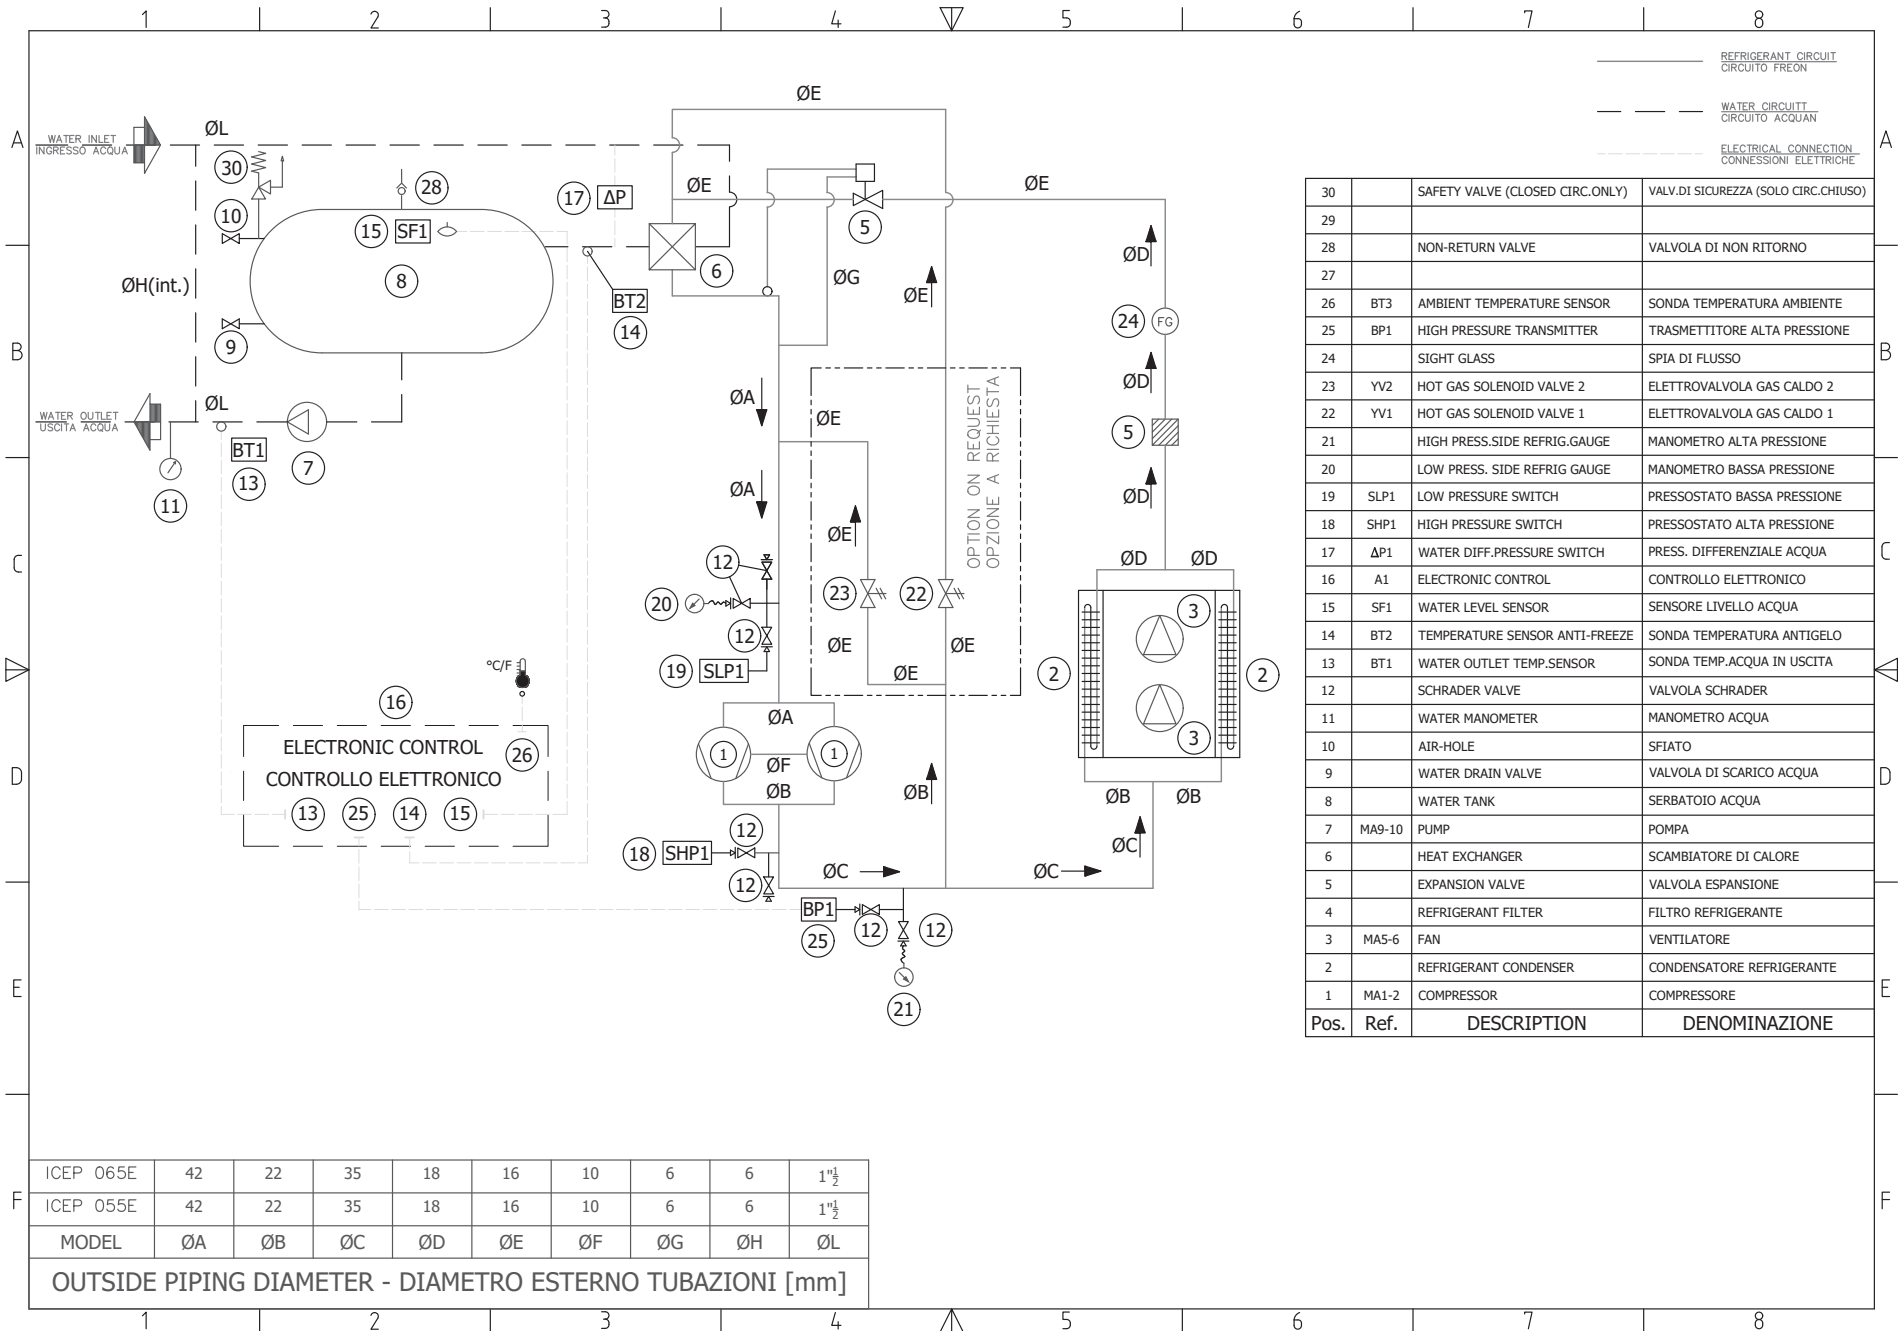 1 2 3 4 5 6 7 8
REFRIGERANT CIRCUIT
CIRCUITO FREON
WATER CIRCUITT
CIRCUITO ACQUAN
ELECTRICAL CONNECTION
CONNESSIONI ELETTRICHE
A
B
C
D
E
F
A
B
C
D
E
F
WATER INLET
INGRESSO ACQUA
ØL
30
10
28
15 SF1
8
ØH(int.)
9
17 ΔP
BT2
14
6
ØE
ØE
ØE
5
ØG
ØE
WATER OUTLET
USCITA ACQUA
ØL
BT1
13
11
7
ØA
ØA
ØE
OPTION ON REQUEST
OPZIONE A RICHIESTA
ØE
23
22
ØE
ØE
ØE
12
20
12
19 SLP1
ØD
24 FG
ØD
5
ØD
ØD ØD
3
2
2
3
ØB ØB
ØC
°C/F
16
ELECTRONIC CONTROL
CONTROLLO ELETTRONICO
26
13 25 14 15
ØA
1 1
ØF
ØB
ØB
12
18 SHP1
12
ØC
ØC
BP1
25
12
12
21
30 SAFETY VALVE (CLOSED CIRC.ONLY) VALV.DI SICUREZZA (SOLO CIRC.CHIUSO)
29
28 NON-RETURN VALVE VALVOLA DI NON RITORNO
27
26 BT3 AMBIENT TEMPERATURE SENSOR SONDA TEMPERATURA AMBIENTE
25 BP1 HIGH PRESSURE TRANSMITTER TRASMETTITORE ALTA PRESSIONE
24 SIGHT GLASS SPIA DI FLUSSO
23 YV2 HOT GAS SOLENOID VALVE 2 ELETTROVALVOLA GAS CALDO 2
22 YV1 HOT GAS SOLENOID VALVE 1 ELETTROVALVOLA GAS CALDO 1
21 HIGH PRESS.SIDE REFRIG.GAUGE MANOMETRO ALTA PRESSIONE
20 LOW PRESS. SIDE REFRIG GAUGE MANOMETRO BASSA PRESSIONE
19 SLP1 LOW PRESSURE SWITCH PRESSOSTATO BASSA PRESSIONE
18 SHP1 HIGH PRESSURE SWITCH PRESSOSTATO ALTA PRESSIONE
17 ΔP1 WATER DIFF.PRESSURE SWITCH PRESS. DIFFERENZIALE ACQUA
16 A1 ELECTRONIC CONTROL CONTROLLO ELETTRONICO
15 SF1 WATER LEVEL SENSOR SENSORE LIVELLO ACQUA
14 BT2 TEMPERATURE SENSOR ANTI-FREEZE SONDA TEMPERATURA ANTIGELO
13 BT1 WATER OUTLET TEMP.SENSOR SONDA TEMP.ACQUA IN USCITA
12 SCHRADER VALVE VALVOLA SCHRADER
11 WATER MANOMETER MANOMETRO ACQUA
10 AIR-HOLE SFIATO
9 WATER DRAIN VALVE VALVOLA DI SCARICO ACQUA
8 WATER TANK SERBATOIO ACQUA
7 MA9-10 PUMP POMPA
6 HEAT EXCHANGER SCAMBIATORE DI CALORE
5 EXPANSION VALVE VALVOLA ESPANSIONE
4 REFRIGERANT FILTER FILTRO REFRIGERANTE
3 MA5-6 FAN VENTILATORE
2 REFRIGERANT CONDENSER CONDENSATORE REFRIGERANTE
1 MA1-2 COMPRESSOR COMPRESSORE
Pos. Ref. DESCRIPTION DENOMINAZIONE
ICEP 065E 42 22 35 18 16 10 6 6 1"½
ICEP 055E 42 22 35 18 16 10 6 6 1"½
MODEL ØA ØB ØC ØD ØE ØF ØG ØH ØL
OUTSIDE PIPING DIAMETER - DIAMETRO ESTERNO TUBAZIONI [mm]
1 2 3 4 5 6 7 8